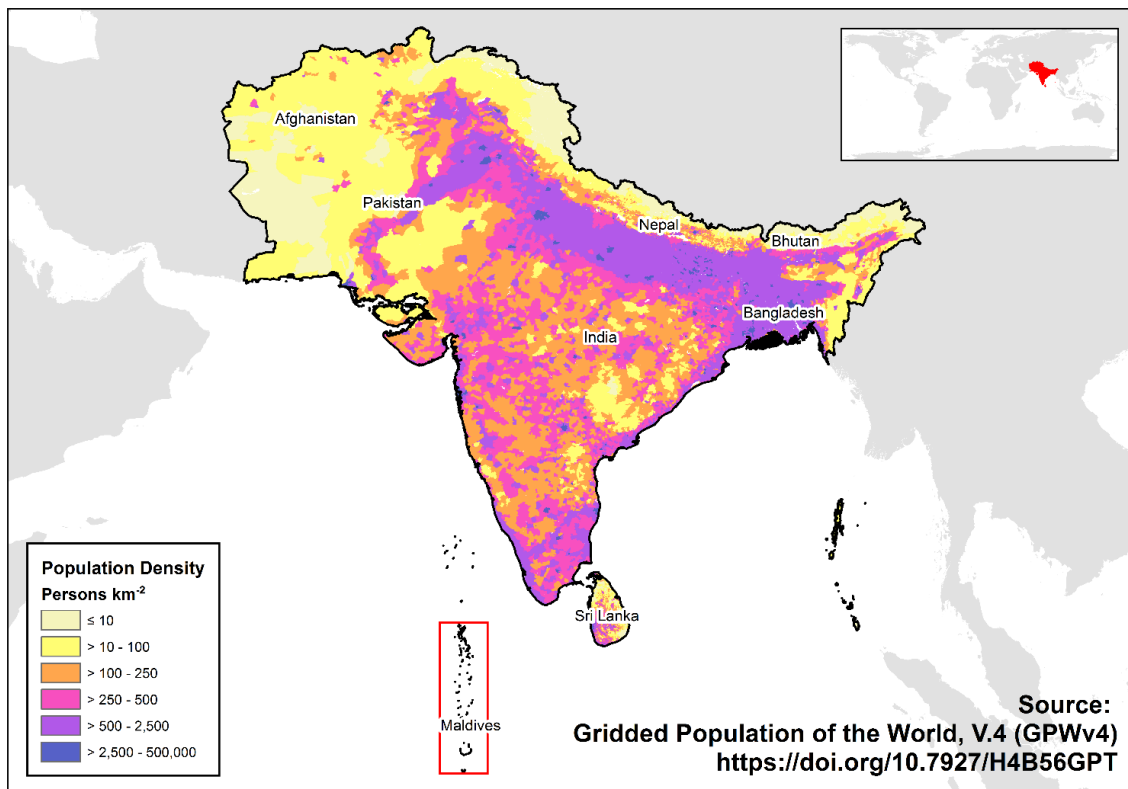 Afghanistan
Pakistan
Nepal
Bhutan
Bangladesh
India
Sri Lanka
Maldives
Population Density
Persons km⁻²
≤ 10
> 10 - 100
> 100 - 250
> 250 - 500
> 500 - 2,500
> 2,500 - 500,000
Source:
Gridded Population of the World, V.4 (GPWv4)
https://doi.org/10.7927/H4B56GPT